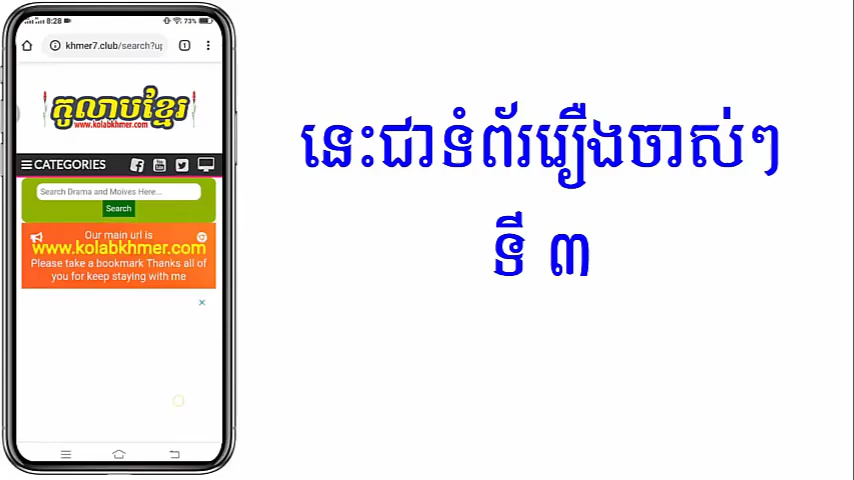 8:28
73%
khmer7.club/search?up
1
កូលាបខ្មែរ
www.kolabkhmer.com
CATEGORIES
Search Drama and Moives Here...
Search
Our main url is
www.kolabkhmer.com
Please take a bookmark Thanks all of
you for keep staying with me
នេះជាទំព័ររឿងចាស់ៗ
ទី ៣